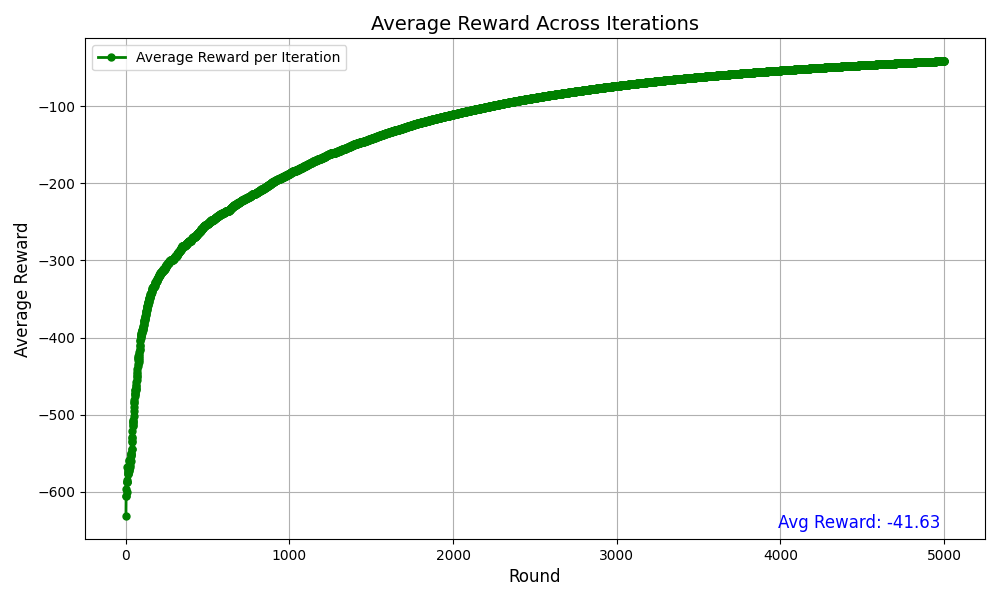 Average Reward Across Iterations
Average Reward per Iteration
Average Reward
−100
−200
−300
−400
−500
−600
Avg Reward: -41.63
0 1000 2000 3000 4000 5000
Round